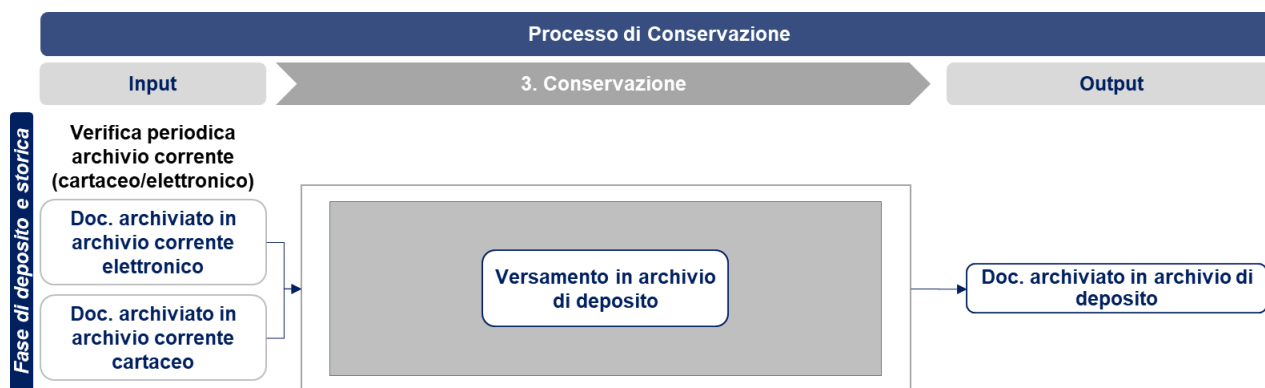 Processo di Conservazione
Input
3. Conservazione
Output
Fase di deposito e storica
Verifica periodica
archivio corrente
(cartaceo/elettronico)
Doc. archiviato in
archivio corrente
elettronico
Doc. archiviato in
archivio corrente
cartaceo
Versamento in archivio
di deposito
Doc. archiviato in archivio di
deposito